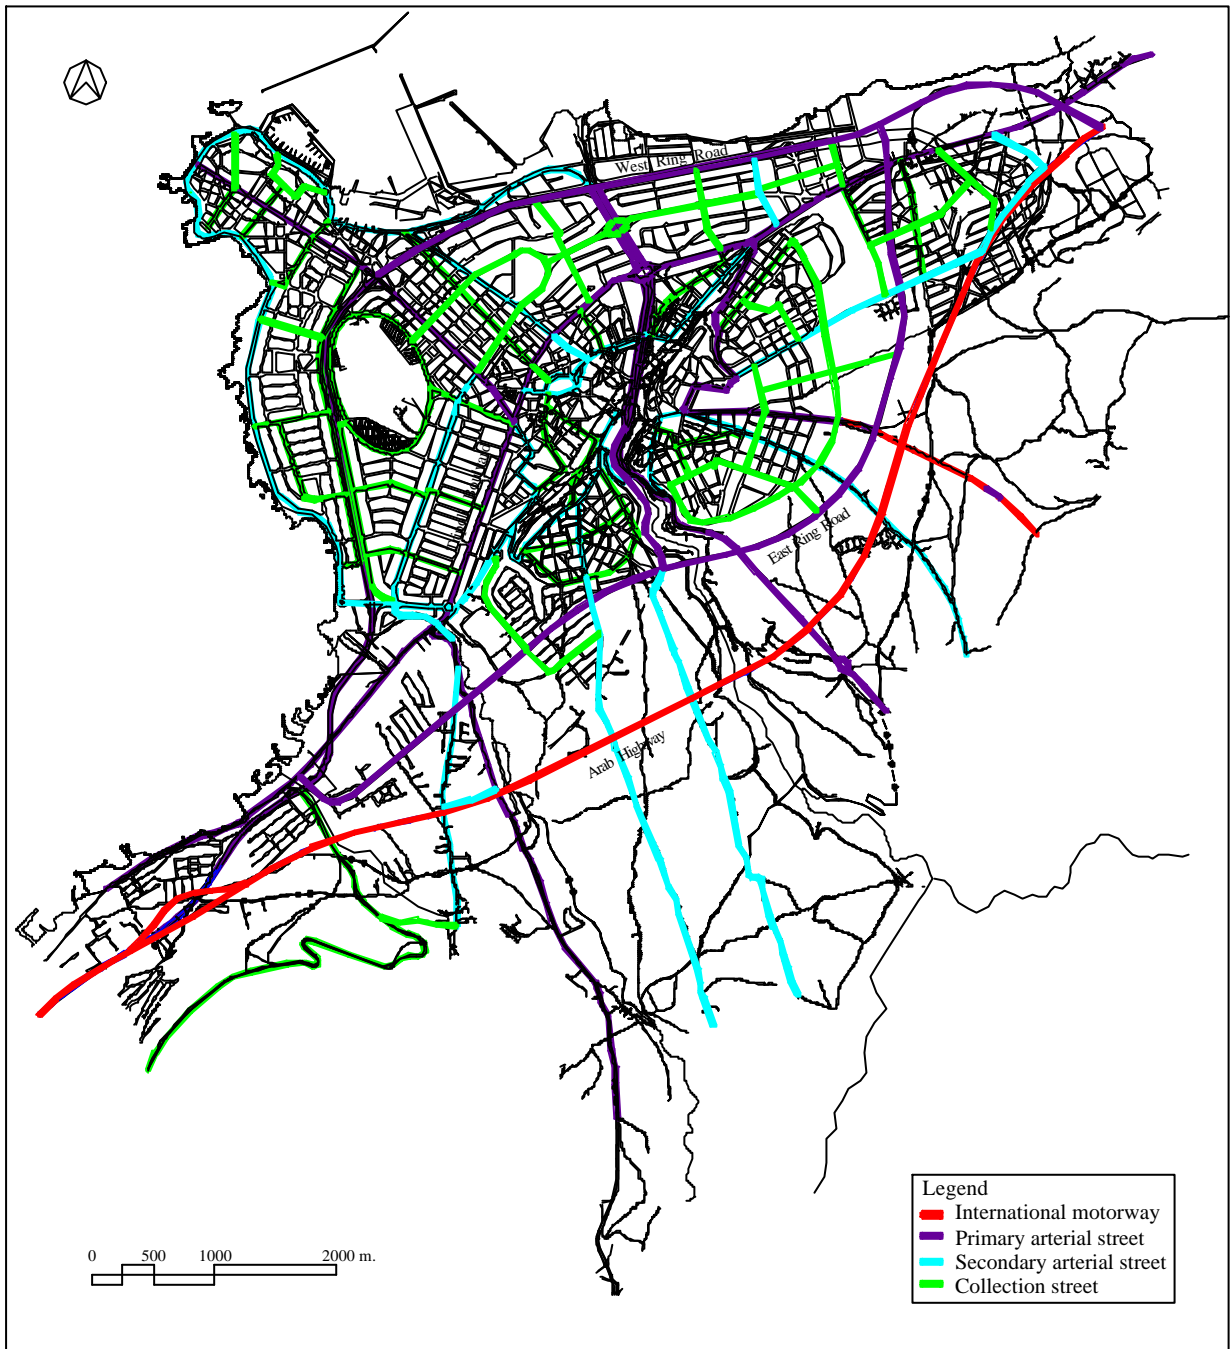 West Ring Road
East Ring Road
Arab Highway
Legend
International motorway
Primary arterial street
Secondary arterial street
Collection street
0 500 1000 2000 m.